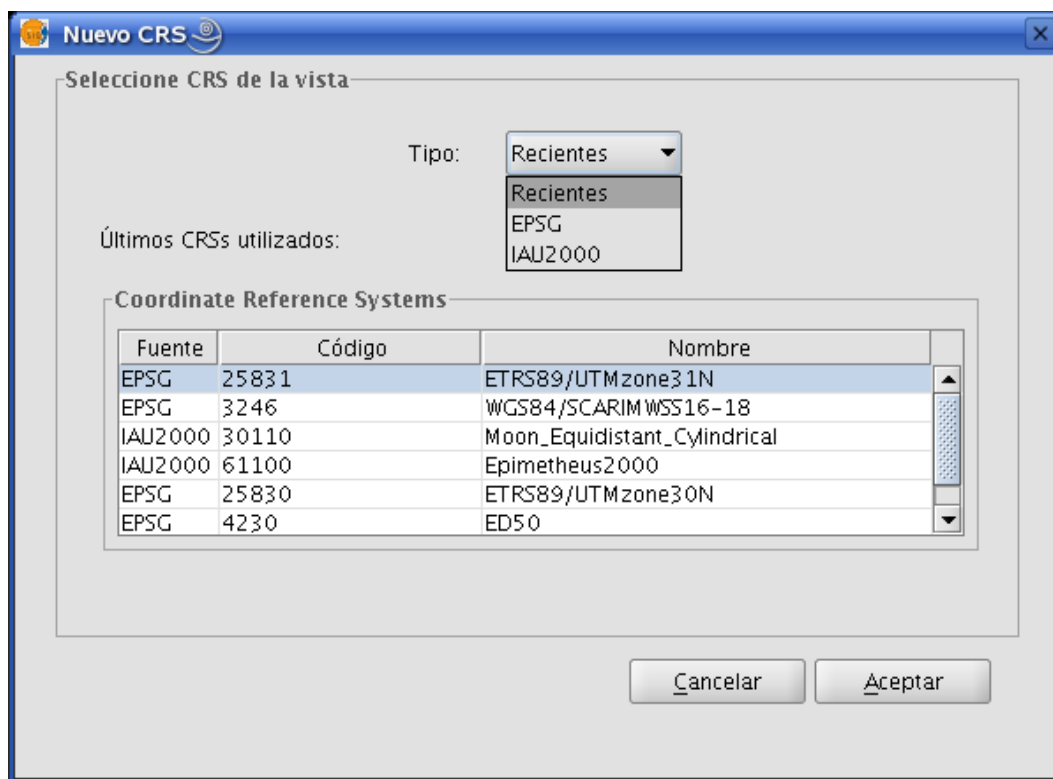 Nuevo CRS
Seleccione CRS de la vista
Tipo: Recientes
Recientes
EPSG
IAU2000
Últimos CRSs utilizados:
Coordinate Reference Systems
Fuente Código Nombre
EPSG 25831 ETRS89/UTMzone31N
EPSG 3246 WGS84/SCARIMWSS16-18
IAU2000 30110 Moon_Equidistant_Cylindrical
IAU2000 61100 Epimetheus2000
EPSG 25830 ETRS89/UTMzone30N
EPSG 4230 ED50
Cancelar Aceptar